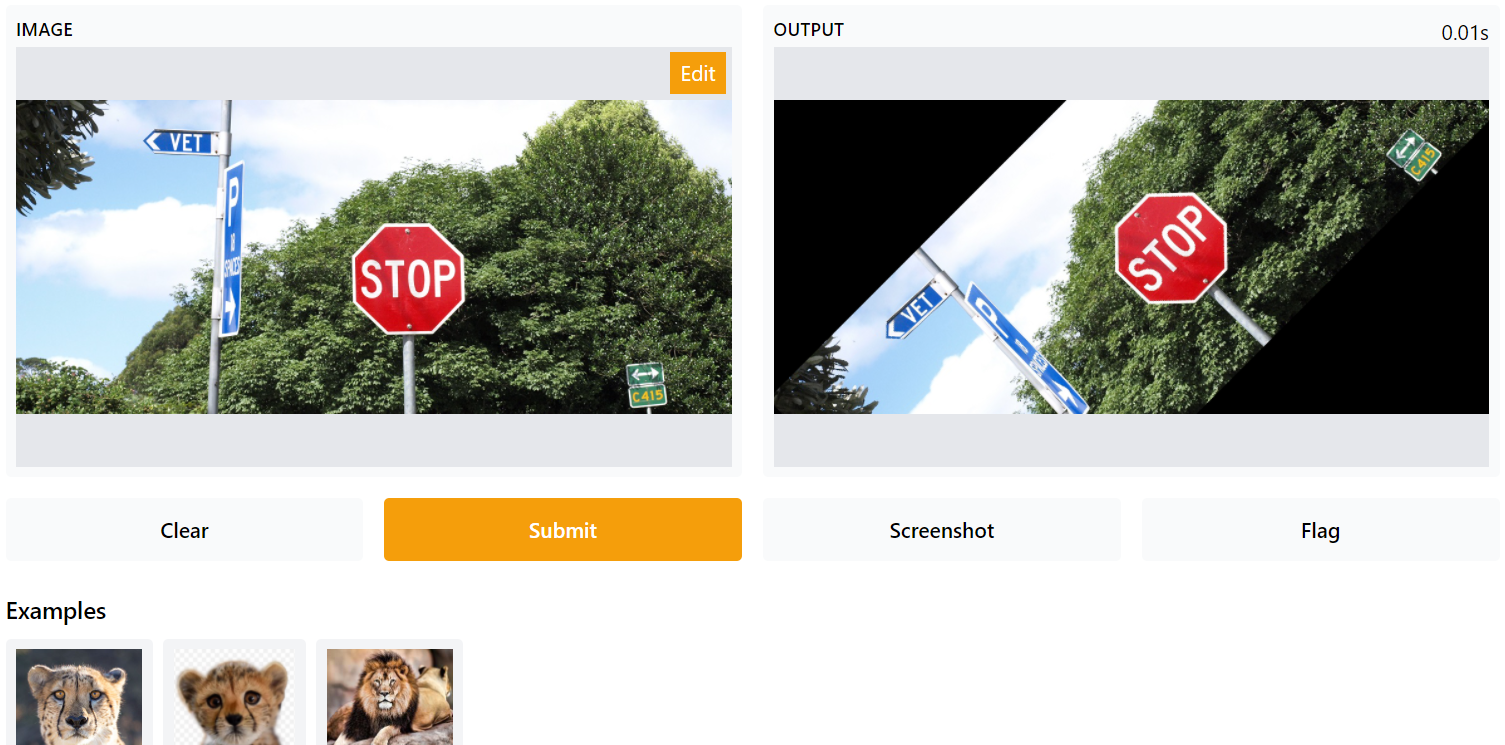 IMAGE
Edit
VET
P
STOP
C415
OUTPUT
0.01s
C415
STOP
VET
P
Clear
Submit
Screenshot
Flag
Examples